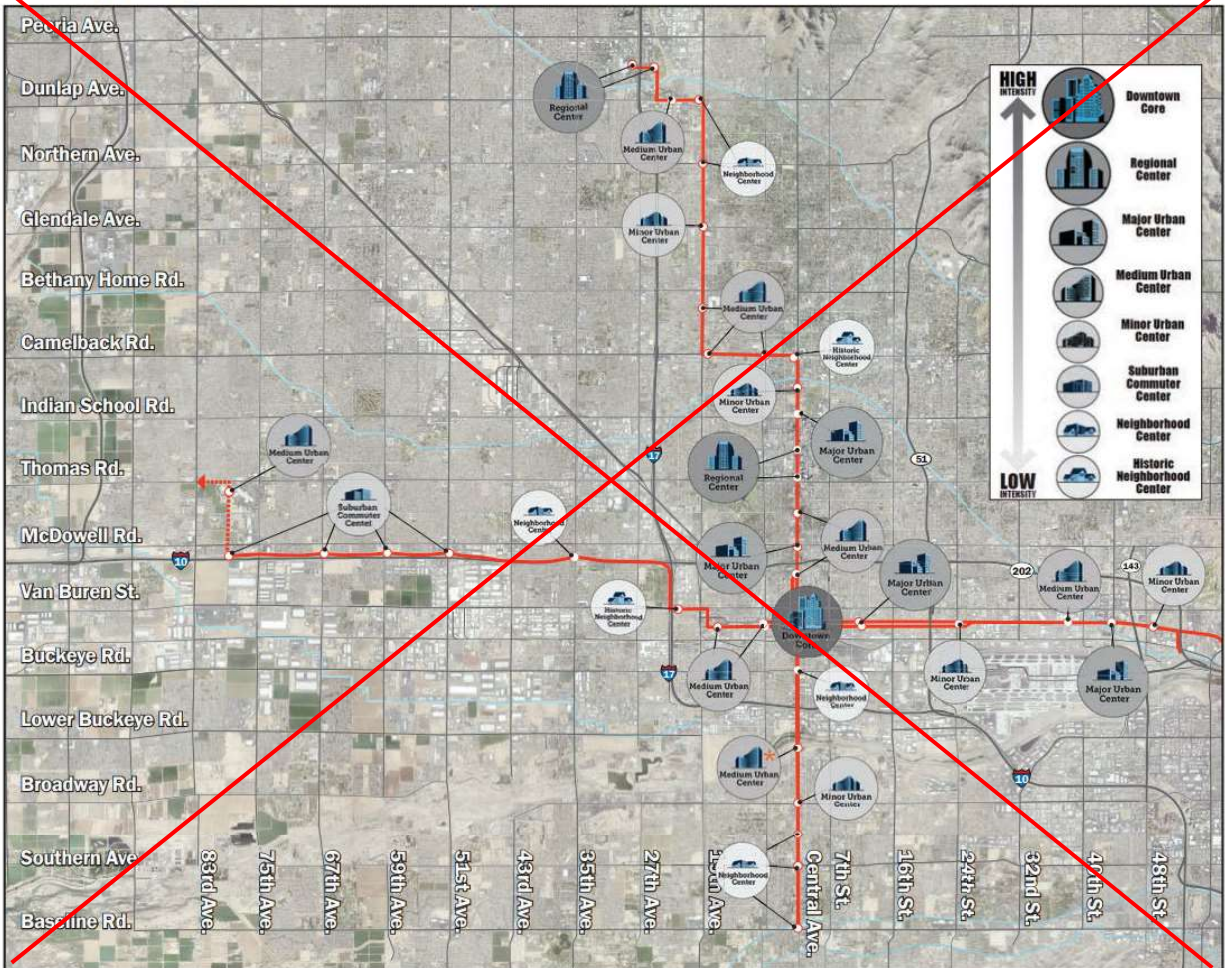 Peoria Ave.
Dunlap Ave.
Northern Ave.
Glendale Ave.
Bethany Home Rd.
Camelback Rd.
Indian School Rd.
Thomas Rd.
McDowell Rd.
Van Buren St.
Buckeye Rd.
Lower Buckeye Rd.
Broadway Rd.
Southern Ave
Baseline Rd.
Regional
Center
Medium Urban
Center
Neighborhood
Center
Minor Urban
Center
Medium Urban
Center
Historic
Neighborhood
Center
Minor Urban
Center
Major Urban
Center
Regional
Center
17
51
Medium Urban
Center
Suburban
Commuter
Center
Neighborhood
Center
Medium Urban
Center
Major Urban
Center
Major Urban
Center
10
202
143
Medium Urban
Center
Minor Urban
Center
Historic
Neighborhood
Center
Downtown
Core
17
Medium Urban
Center
Neighborhood
Center
Minor Urban
Center
Major Urban
Center
Medium Urban
Center
*
10
Minor Urban
Center
Neighborhood
Center
83rd Ave.
75th Ave.
67th Ave.
59th Ave.
51st Ave.
43rd Ave.
35th Ave.
27th Ave.
Ave.
Central Ave.
7th St.
16th St.
24th St.
32nd St.
40th St.
48th St.
HIGH
INTENSITY
LOW
INTENSITY
Downtown
Core
Regional
Center
Major Urban
Center
Medium Urban
Center
Minor Urban
Center
Suburban
Commuter
Center
Neighborhood
Center
Historic
Neighborhood
Center